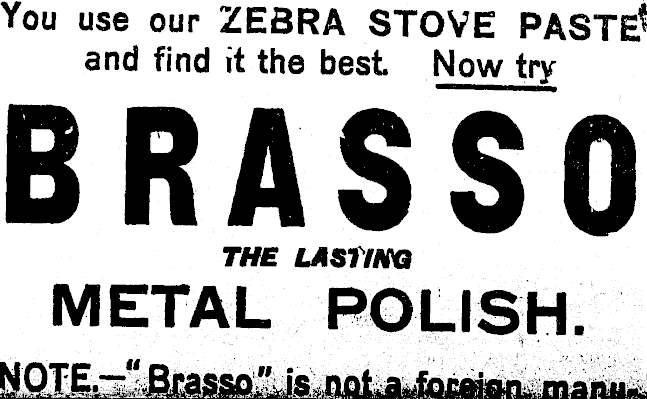 You use our ZEBRA STOVE PASTE
and find it the best. Now try
BRASSO
THE LASTING
METAL POLISH.
NOTE.—"Brasso" is not a foreign manu-